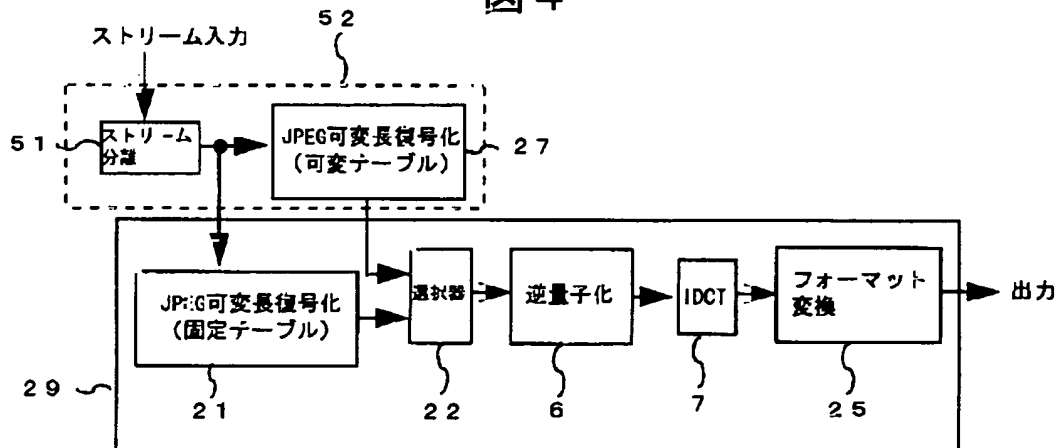 図4
52
ストリーム入力
51
ストリーム
分離
JPEG可変長復号化
(可変テーブル)
27
JPEG可変長復号化
(固定テーブル)
選択器
逆量子化
IDCT
フォーマット
変換
出力
29
21
22
6
7
25